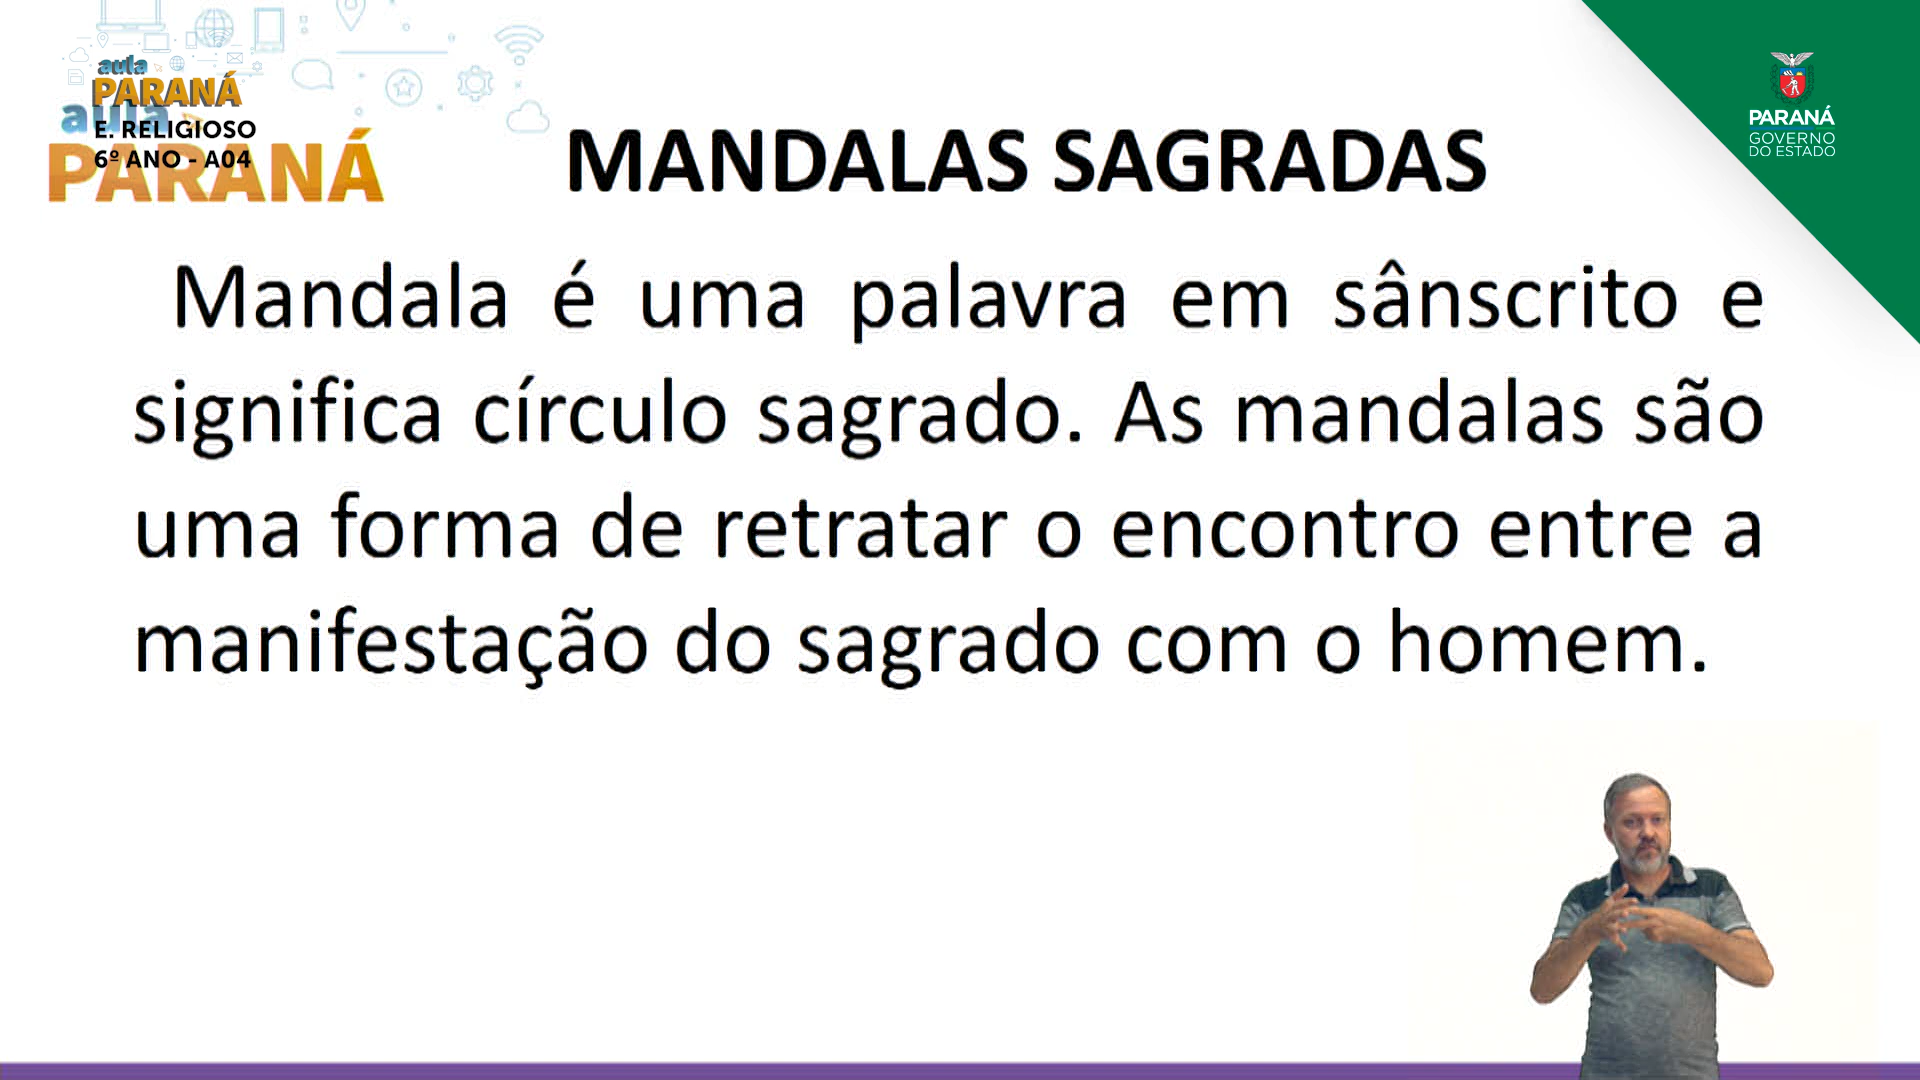 aula
PARANÁ
E. RELIGIOSO
6º ANO - A04
aula
PARANÁ
PARANÁ
GOVERNO
DO ESTADO
MANDALAS SAGRADAS
Mandala é uma palavra em sânscrito e
significa círculo sagrado. As mandalas são
uma forma de retratar o encontro entre a
manifestação do sagrado com o homem.